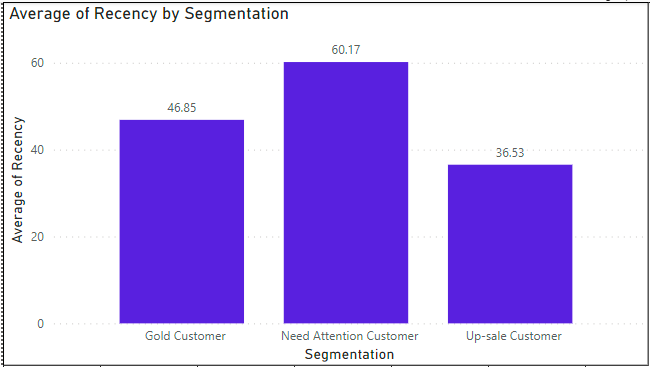 Average of Recency by Segmentation
60.17
60
46.85
40
36.53
20
0
Average of Recency
Gold Customer
Need Attention Customer
Up-sale Customer
Segmentation